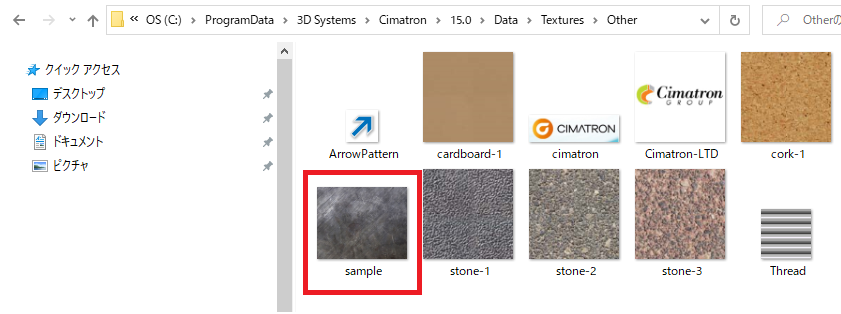 « OS (C:) › ProgramData › 3D Systems › Cimatron › 15.0 › Data › Textures › Other
Otherの
クイック アクセス
デスクトップ
ダウンロード
ドキュメント
ピクチャ
CIMATRON
Cimatron
GROUP
ArrowPattern
cardboard-1
cimatron
Cimatron-LTD
cork-1
sample
stone-1
stone-2
stone-3
Thread